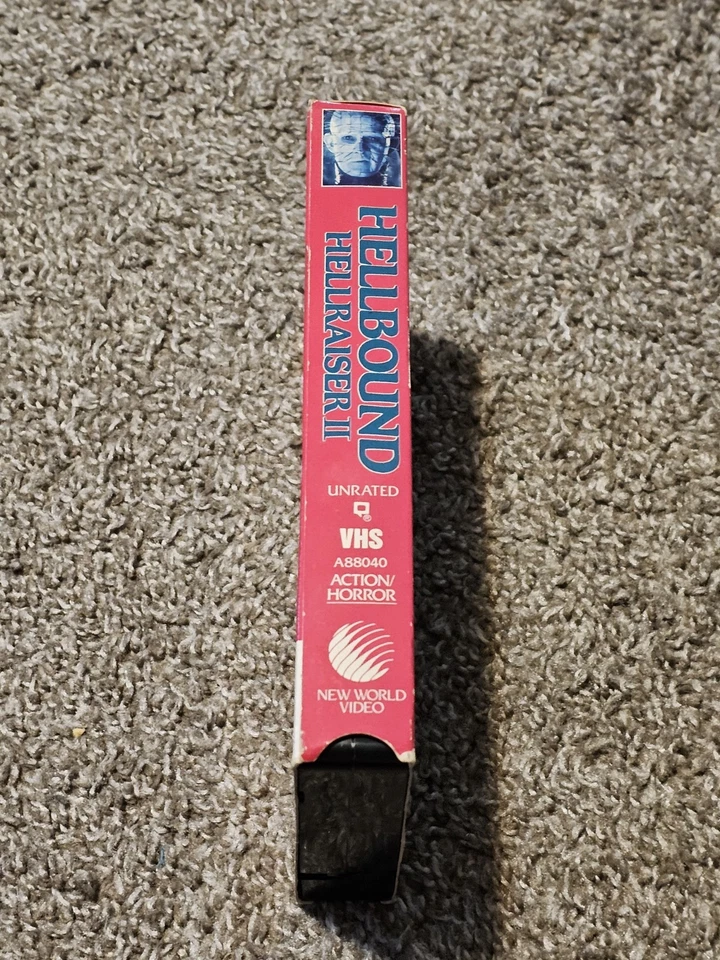 HELLBOUND
HELLRAISER II
UNRATED
®
VHS
A88040
ACTION/
HORROR
NEW WORLD
VIDEO